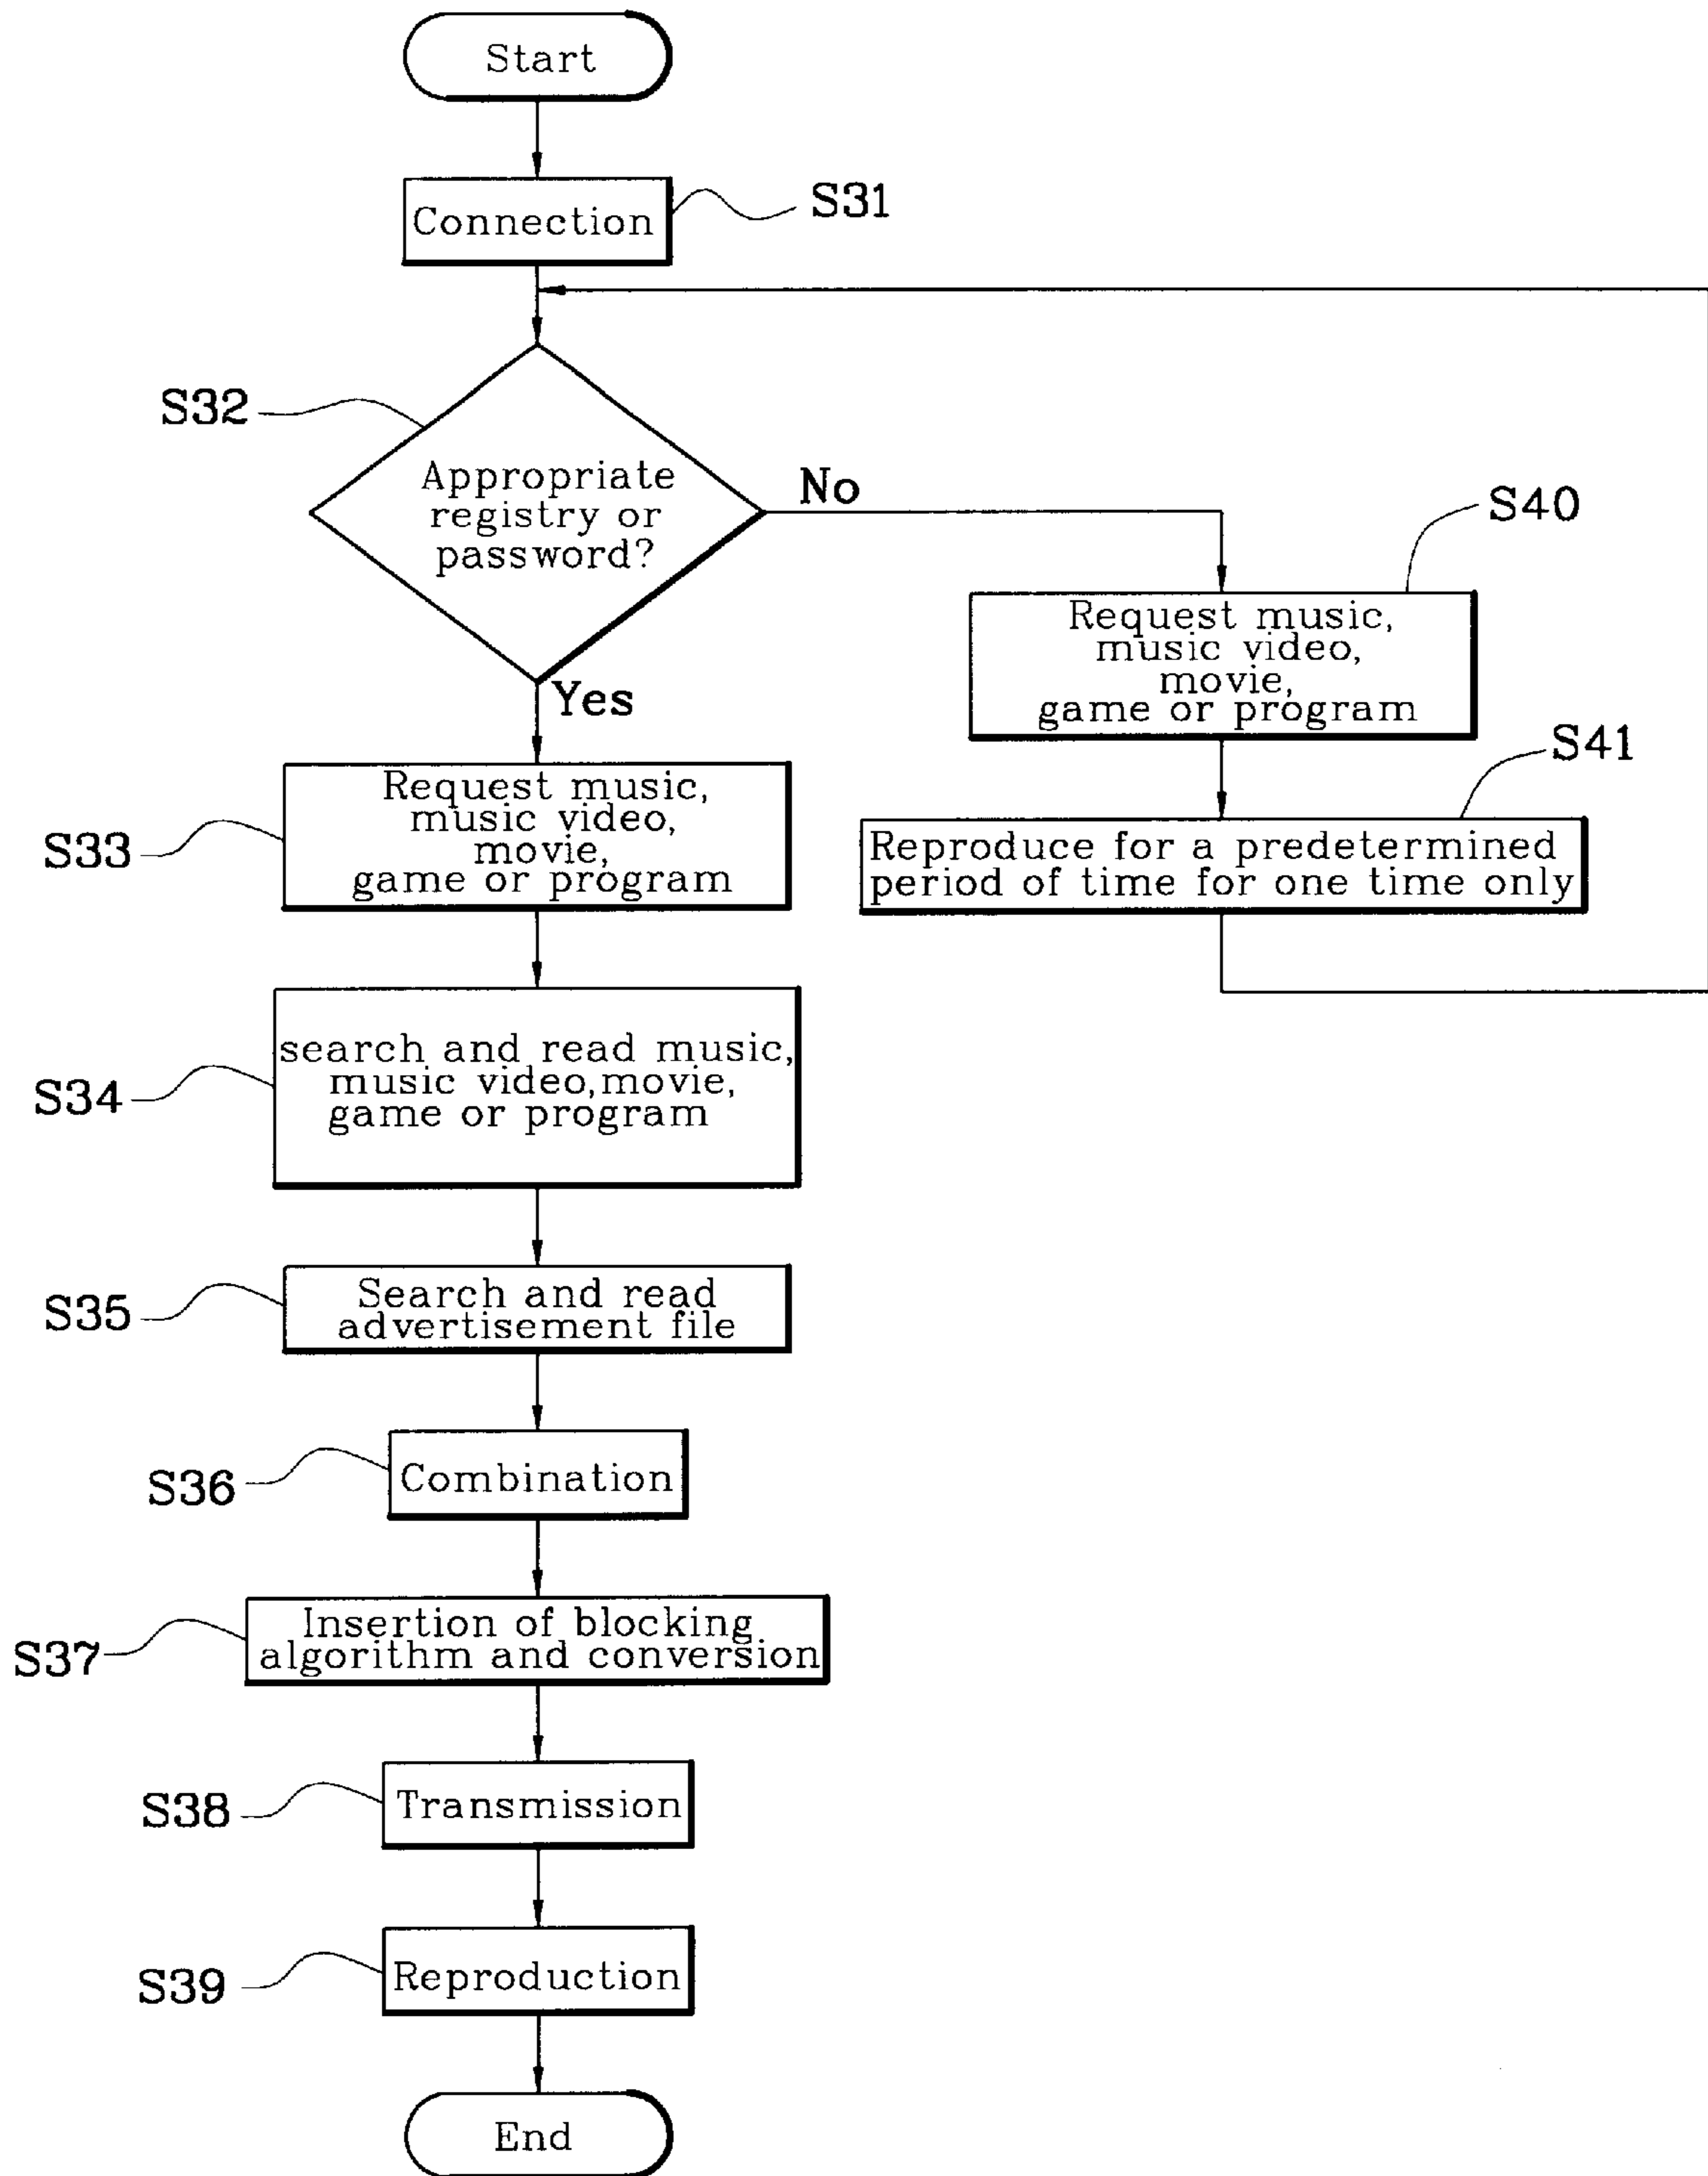 Start
Connection
S31
S32
Appropriate
registry or
password?
No
Yes
S40
Request music,
music video,
movie,
game or program
S41
Reproduce for a predetermined
period of time for one time only
S33
Request music,
music video,
movie,
game or program
S34
search and read music,
music video,movie,
game or program
S35
Search and read
advertisement file
S36
Combination
S37
Insertion of blocking
algorithm and conversion
S38
Transmission
S39
Reproduction
End